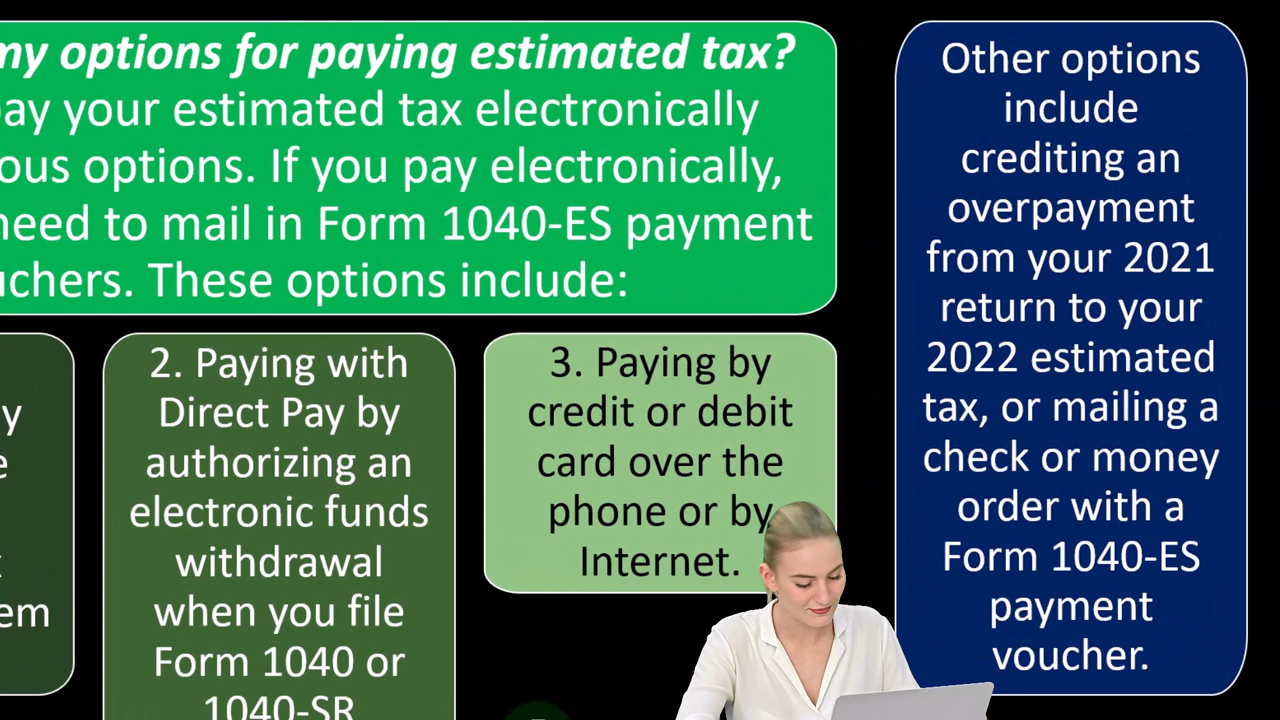 my options for paying estimated tax?
pay your estimated tax electronically
ous options. If you pay electronically,
need to mail in Form 1040-ES payment
uchers. These options include:
y
e
em
2. Paying with
Direct Pay by
authorizing an
electronic funds
withdrawal
when you file
Form 1040 or
1040-SR
3. Paying by
credit or debit
card over the
phone or by
Internet.
Other options
include
crediting an
overpayment
from your 2021
return to your
2022 estimated
tax, or mailing a
check or money
order with a
Form 1040-ES
payment
voucher.